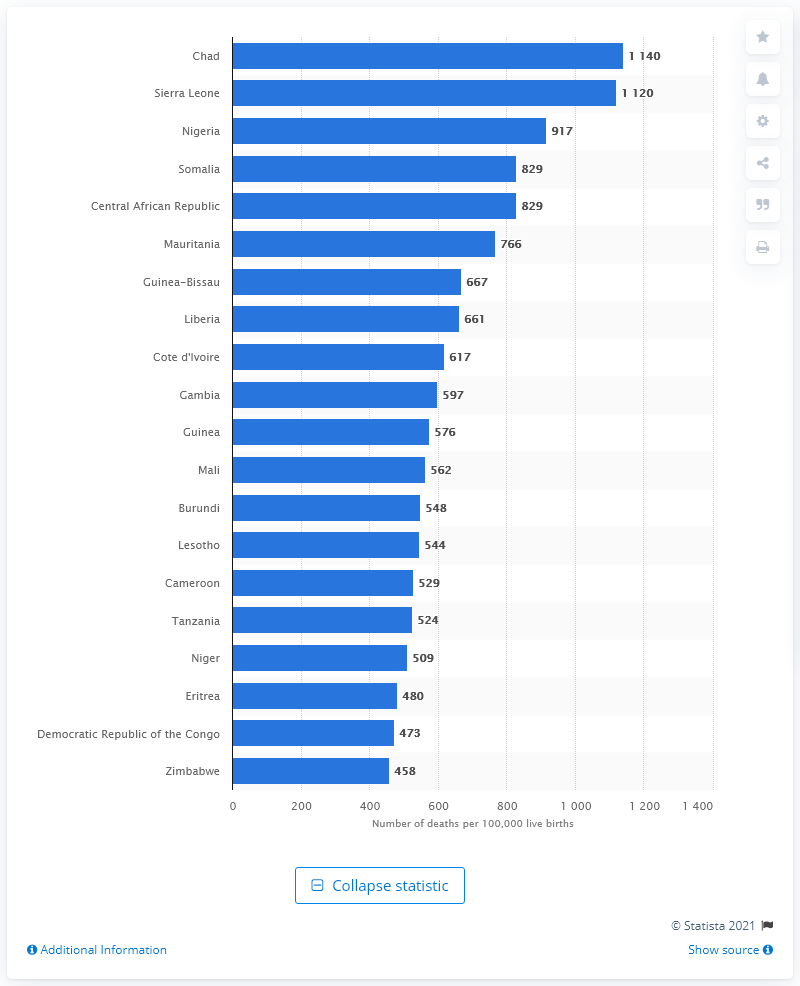 Chad 1 140
Sierra Leone 1 120
Nigeria 917
Somalia 829
Central African Republic 829
Mauritania 766
Guinea-Bissau 667
Liberia 661
Cote d'Ivoire 617
Gambia 597
Guinea 576
Mali 562
Burundi 548
Lesotho 544
Cameroon 529
Tanzania 524
Niger 509
Eritrea 480
Democratic Republic of the Congo 473
Zimbabwe 458
0 200 400 600 800 1 000 1 200 1 400
Number of deaths per 100,000 live births
Collapse statistic
© Statista 2021
Additional Information Show source